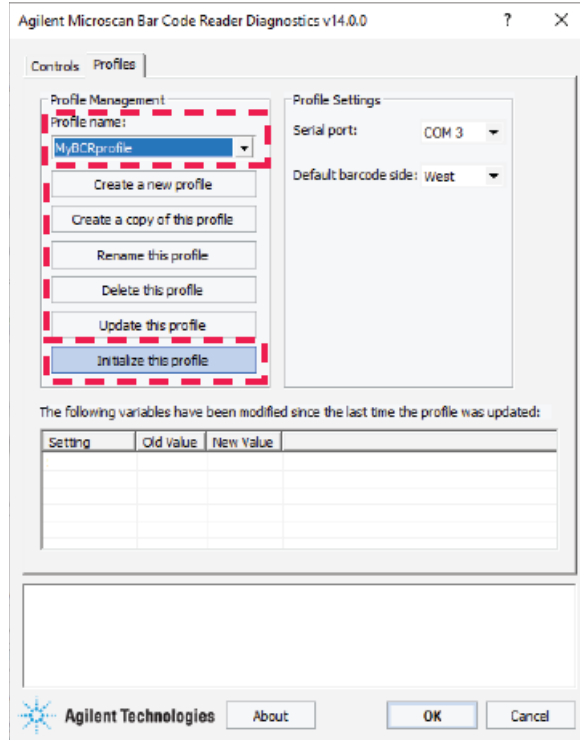 Agilent Microscan Bar Code Reader Diagnostics v14.0.0
?
Controls
Profiles
Profile Management
Profile name:
MyBCRprofile
Create a new profile
Create a copy of this profile
Rename this profile
Delete this profile
Update this profile
Initialize this profile
Profile Settings
Serial port: COM 3
Default barcode side: West
The following variables have been modified since the last time the profile was updated:
Setting Old Value New Value
Agilent Technologies
About
OK
Cancel